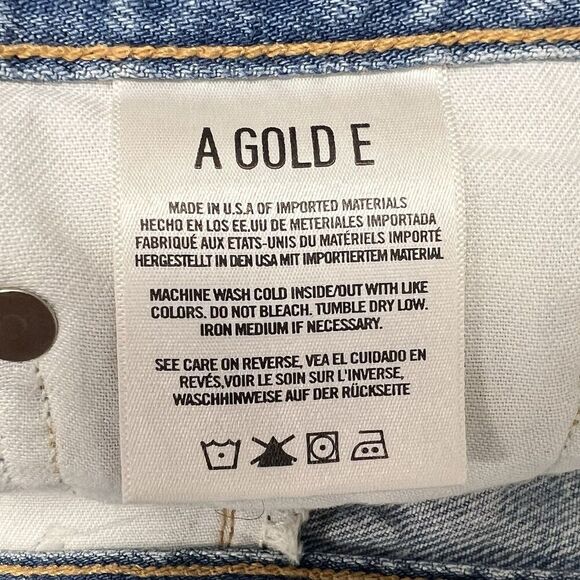 A GOLD E
MADE IN U.S.A OF IMPORTED MATERIALS
HECHO EN LOS EE.UU DE METERIALES IMPORTADA
FABRIQUÉ AUX ETATS-UNIS DU MATÉRIELS IMPORTÉ
HERGESTELLT IN DEN USA MIT IMPORTIERTEM MATERIAL
MACHINE WASH COLD INSIDE/OUT WITH LIKE
COLORS. DO NOT BLEACH. TUMBLE DRY LOW.
IRON MEDIUM IF NECESSARY.
SEE CARE ON REVERSE, VEA EL CUIDADO EN
REVÉS,VOIR LE SOIN SUR L'INVERSE,
WASCHHINWEISE AUF DER RÜCKSEITE